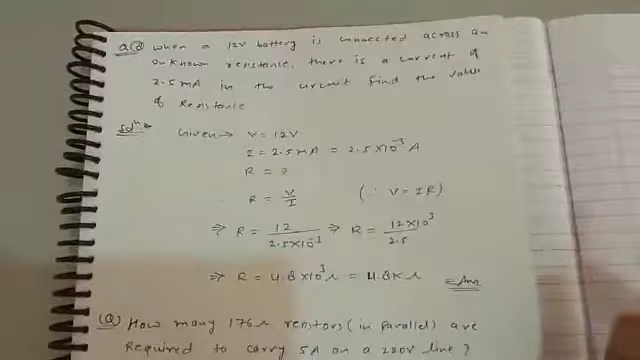 Q(2) When a 12V battery is connected across an
unknown resistance, there is a current of
2.5 mA in the circuit find the value
of Resistance
Solⁿ Given → V = 12V
I = 2.5 mA = 2.5 × 10⁻³ A
R = ?
R = V/I (∵ V = IR)
⇒ R = 12/2.5×10⁻³ ⇒ R = 12×10³/2.5
⇒ R = 4.8 × 10³ Ω = 4.8 K Ω Ans
(Q) How many 176 Ω resistors (in parallel) are
Required to carry 5A on a 220V line?